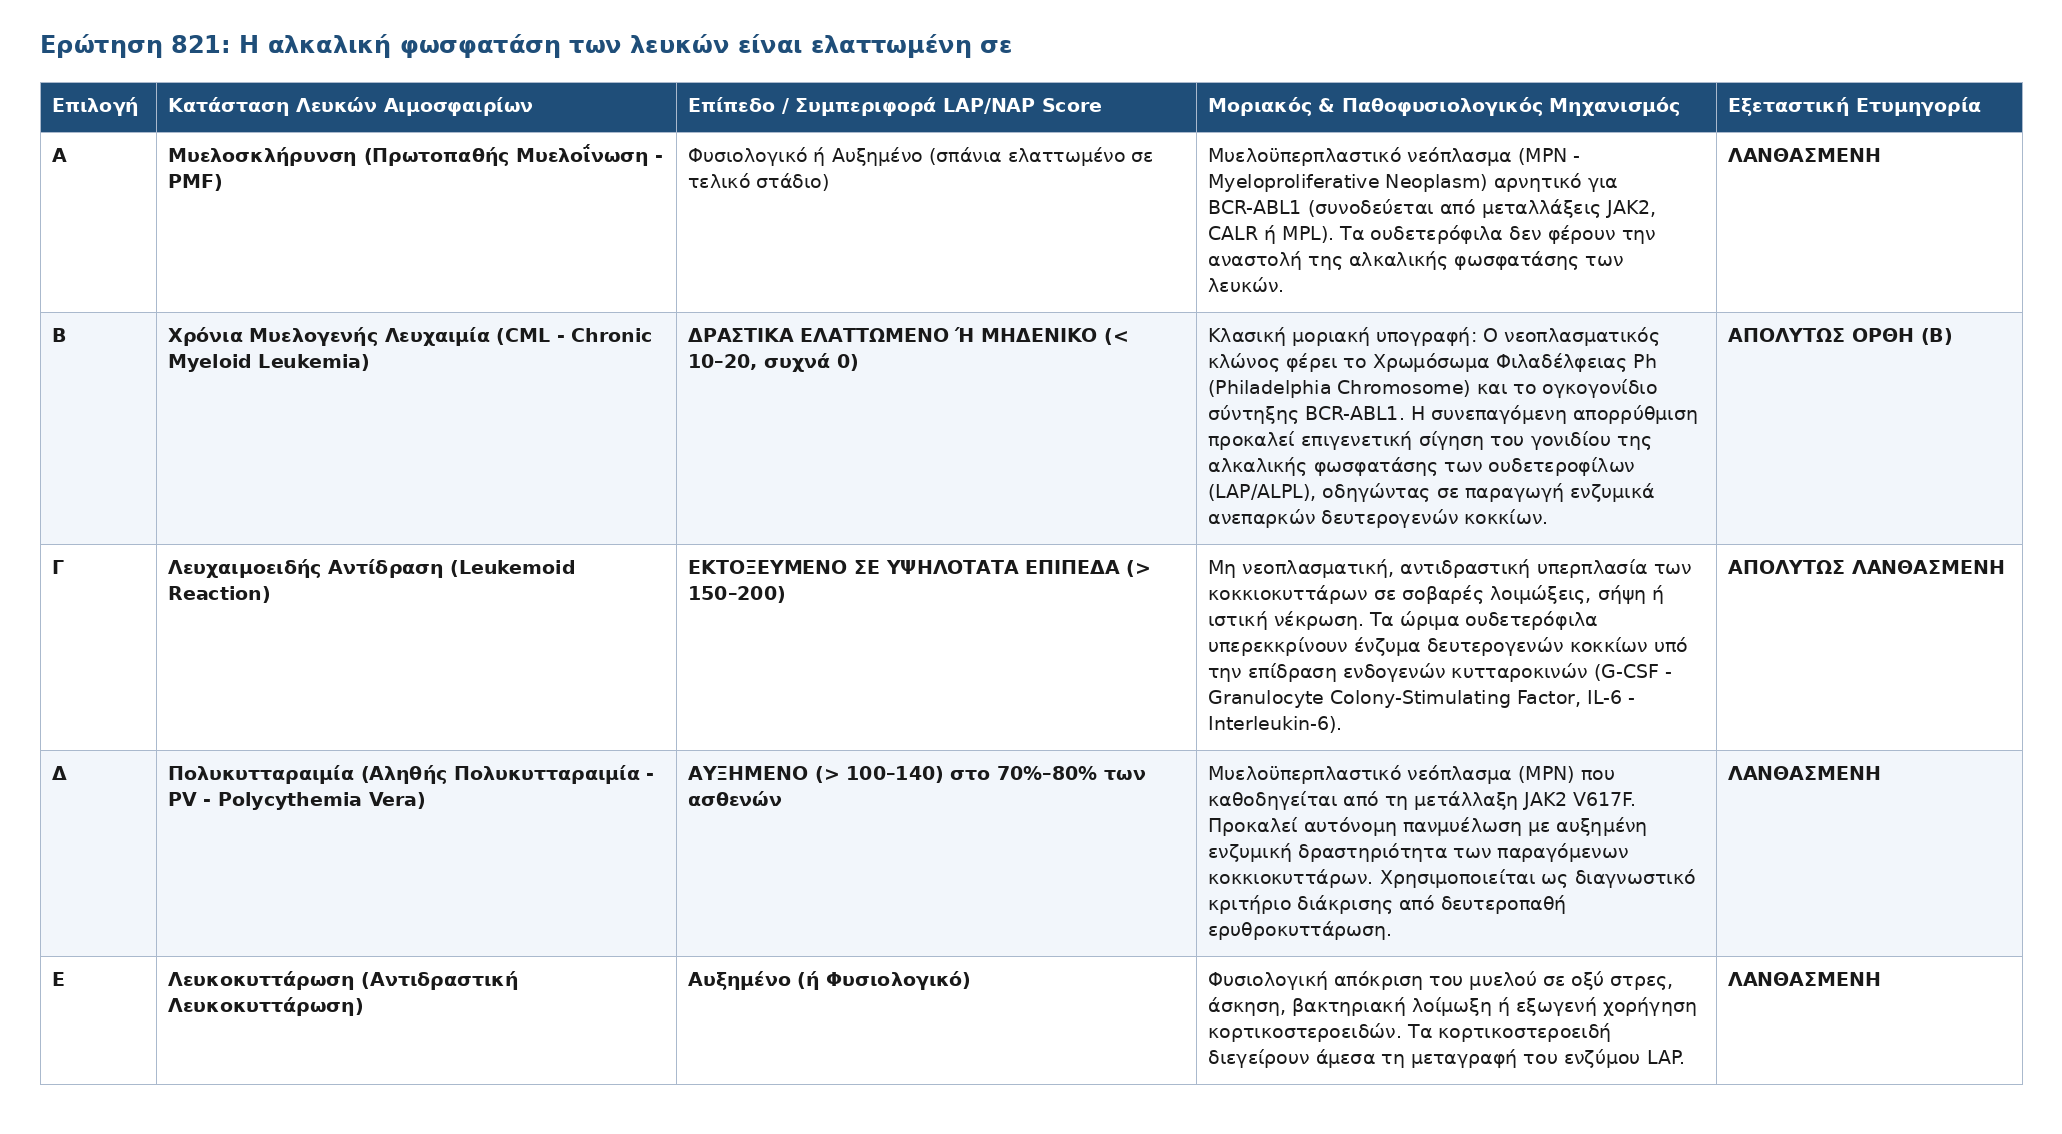 Ερώτηση 821: Η αλκαλική φωσφατάση των λευκών είναι ελαττωμένη σε
Επιλογή
Κατάσταση Λευκών Αιμοσφαιρίων
Επίπεδο / Συμπεριφορά LAP/NAP Score
Μοριακός & Παθοφυσιολογικός Μηχανισμός
Εξεταστική Ετυμηγορία
Α
Μυελοσκλήρυνση (Πρωτοπαθής Μυελοΐνωση -
PMF)
Φυσιολογικό ή Αυξημένο (σπάνια ελαττωμένο σε
τελικό στάδιο)
Μυελοϋπερπλαστικό νεόπλασμα (MPN -
Myeloproliferative Neoplasm) αρνητικό για
BCR-ABL1 (συνοδεύεται από μεταλλάξεις JAK2,
CALR ή MPL). Τα ουδετερόφιλα δεν φέρουν την
αναστολή της αλκαλικής φωσφατάσης των
λευκών.
ΛΑΝΘΑΣΜΕΝΗ
Β
Χρόνια Μυελογενής Λευχαιμία (CML - Chronic
Myeloid Leukemia)
ΔΡΑΣΤΙΚΑ ΕΛΑΤΤΩΜΕΝΟ Ή ΜΗΔΕΝΙΚΟ (<
10–20, συχνά 0)
Κλασική μοριακή υπογραφή: Ο νεοπλασματικός
κλώνος φέρει το Χρωμόσωμα Φιλαδέλφειας Ph
(Philadelphia Chromosome) και το ογκογονίδιο
σύντηξης BCR-ABL1. Η συνεπαγόμενη απορρύθμιση
προκαλεί επιγενετική σίγηση του γονιδίου της
αλκαλικής φωσφατάσης των ουδετεροφίλων
(LAP/ALPL), οδηγώντας σε παραγωγή ενζυμικά
ανεπαρκών δευτερογενών κοκκίων.
ΑΠΟΛΥΤΩΣ ΟΡΘΗ (Β)
Γ
Λευχαιμοειδής Αντίδραση (Leukemoid
Reaction)
ΕΚΤΟΞΕΥΜΕΝΟ ΣΕ ΥΨΗΛΟΤΑΤΑ ΕΠΙΠΕΔΑ (>
150–200)
Μη νεοπλασματική, αντιδραστική υπερπλασία των
κοκκιοκυττάρων σε σοβαρές λοιμώξεις, σήψη ή
ιστική νέκρωση. Τα ώριμα ουδετερόφιλα
υπερεκκρίνουν ένζυμα δευτερογενών κοκκίων υπό
την επίδραση ενδογενών κυτταροκινών (G-CSF -
Granulocyte Colony-Stimulating Factor, IL-6 -
Interleukin-6).
ΑΠΟΛΥΤΩΣ ΛΑΝΘΑΣΜΕΝΗ
Δ
Πολυκυτταραιμία (Αληθής Πολυκυτταραιμία -
PV - Polycythemia Vera)
ΑΥΞΗΜΕΝΟ (> 100–140) στο 70%–80% των
ασθενών
Μυελοϋπερπλαστικό νεόπλασμα (MPN) που
καθοδηγείται από τη μετάλλαξη JAK2 V617F.
Προκαλεί αυτόνομη πανμυέλωση με αυξημένη
ενζυμική δραστηριότητα των παραγόμενων
κοκκιοκυττάρων. Χρησιμοποιείται ως διαγνωστικό
κριτήριο διάκρισης από δευτεροπαθή
ερυθροκυττάρωση.
ΛΑΝΘΑΣΜΕΝΗ
Ε
Λευκοκυττάρωση (Αντιδραστική
Λευκοκυττάρωση)
Αυξημένο (ή Φυσιολογικό)
Φυσιολογική απόκριση του μυελού σε οξύ στρες,
άσκηση, βακτηριακή λοίμωξη ή εξωγενή χορήγηση
κορτικοστεροειδών. Τα κορτικοστεροειδή
διεγείρουν άμεσα τη μεταγραφή του ενζύμου LAP.
ΛΑΝΘΑΣΜΕΝΗ